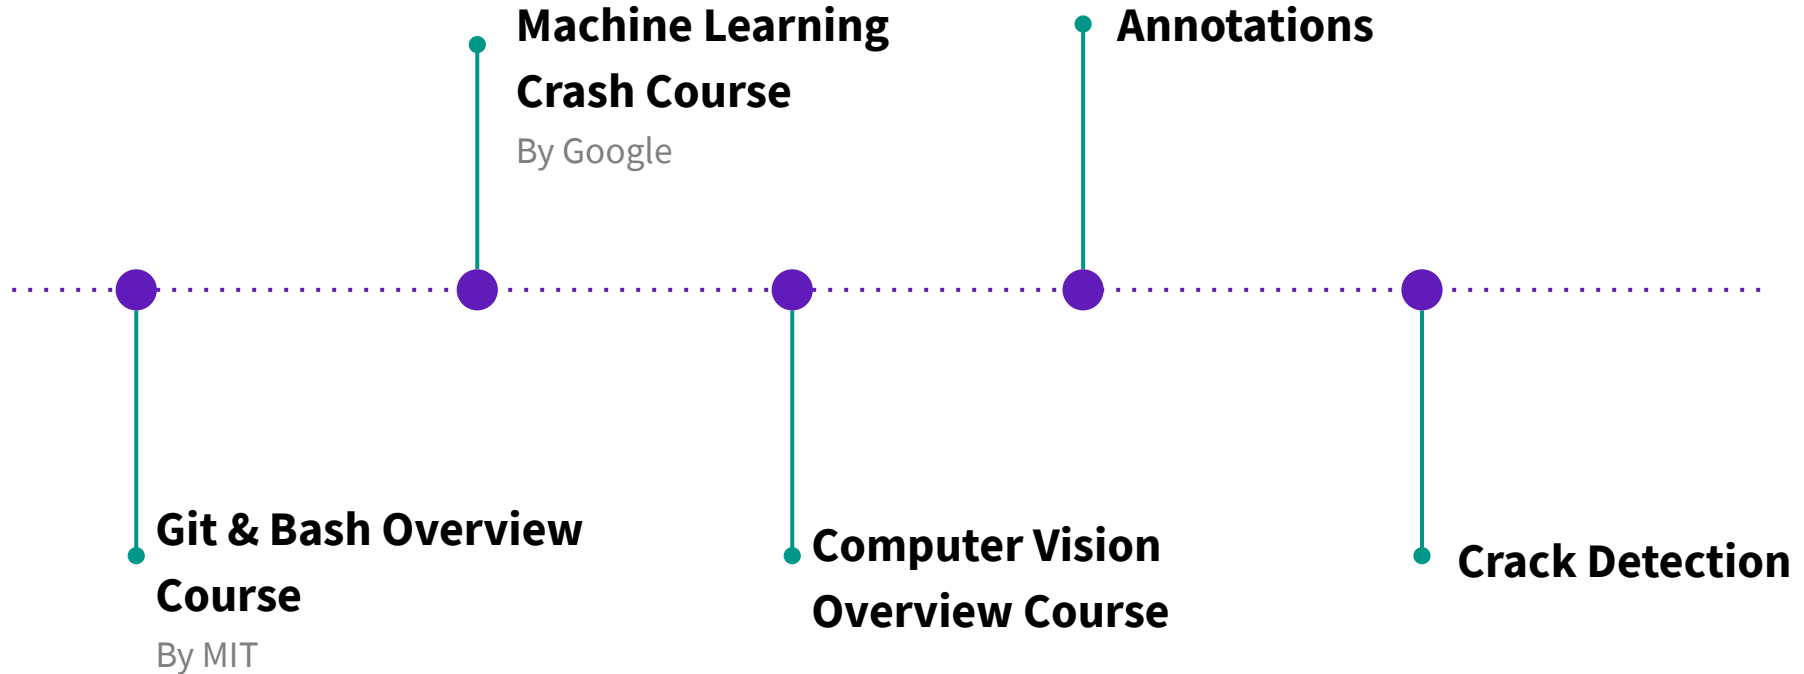 Machine Learning
Crash Course
By Google
Annotations
Git & Bash Overview
Course
By MIT
Computer Vision
Overview Course
Crack Detection